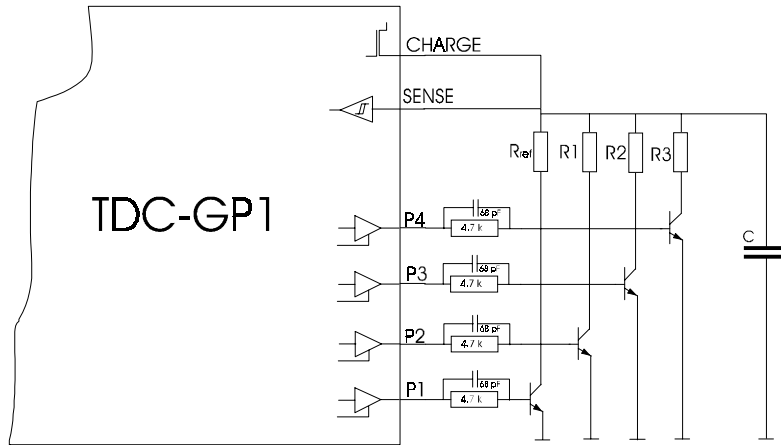 CHARGE
SENSE
Rref R1 R2 R3
TDC-GP1
P4 68 pF
4.7 k
C
P3 68 pF
4.7 k
P2 68 pF
4.7 k
P1 68 pF
4.7 k